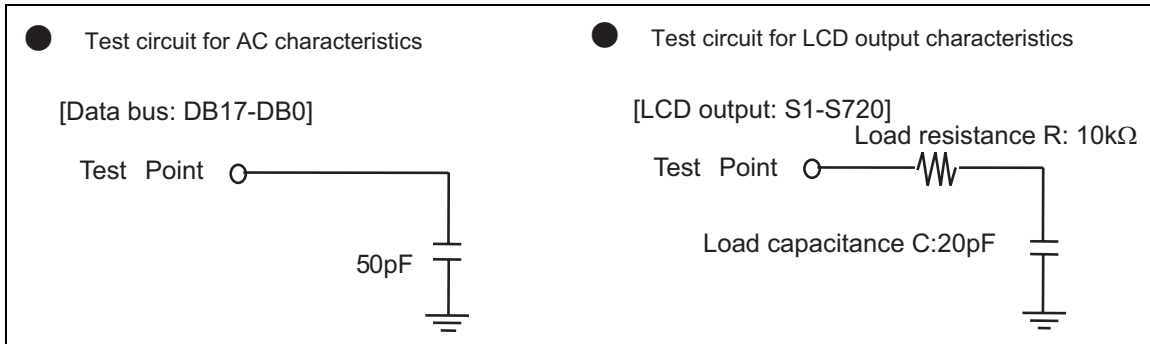 Test circuit for AC characteristics
[Data bus: DB17-DB0]
Test Point
50pF
Test circuit for LCD output characteristics
[LCD output: S1-S720]
Load resistance R: 10kΩ
Test Point
Load capacitance C:20pF